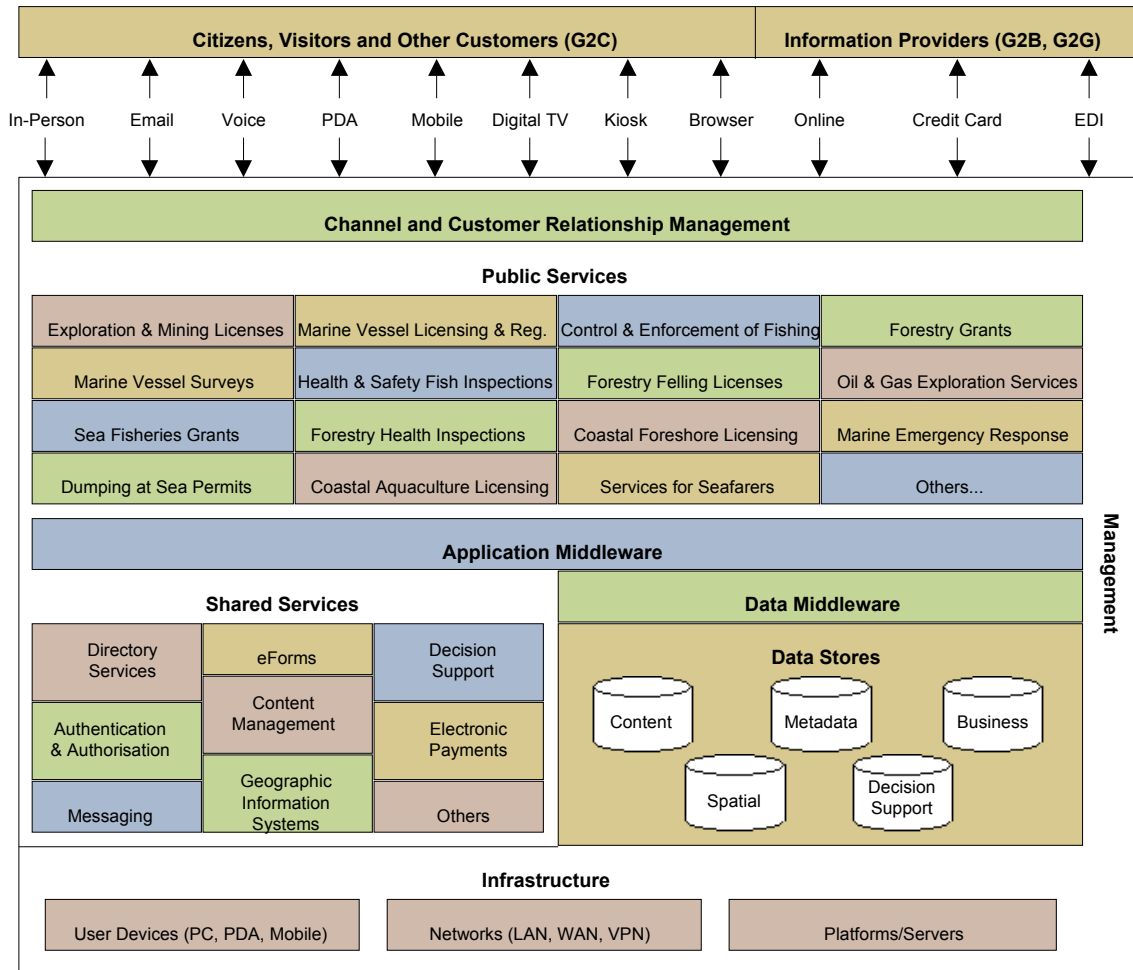 Citizens, Visitors and Other Customers (G2C)
Information Providers (G2B, G2G)
In-Person
Email
Voice
PDA
Mobile
Digital TV
Kiosk
Browser
Online
Credit Card
EDI
Channel and Customer Relationship Management
Public Services
Exploration & Mining Licenses
Marine Vessel Licensing & Reg.
Control & Enforcement of Fishing
Forestry Grants
Marine Vessel Surveys
Health & Safety Fish Inspections
Forestry Felling Licenses
Oil & Gas Exploration Services
Sea Fisheries Grants
Forestry Health Inspections
Coastal Foreshore Licensing
Marine Emergency Response
Dumping at Sea Permits
Coastal Aquaculture Licensing
Services for Seafarers
Others...
Management
Application Middleware
Shared Services
Directory
Services
eForms
Decision
Support
Content
Management
Authentication
& Authorisation
Electronic
Payments
Geographic
Information
Systems
Messaging
Others
Data Middleware
Data Stores
Content
Metadata
Business
Spatial
Decision
Support
Infrastructure
User Devices (PC, PDA, Mobile)
Networks (LAN, WAN, VPN)
Platforms/Servers